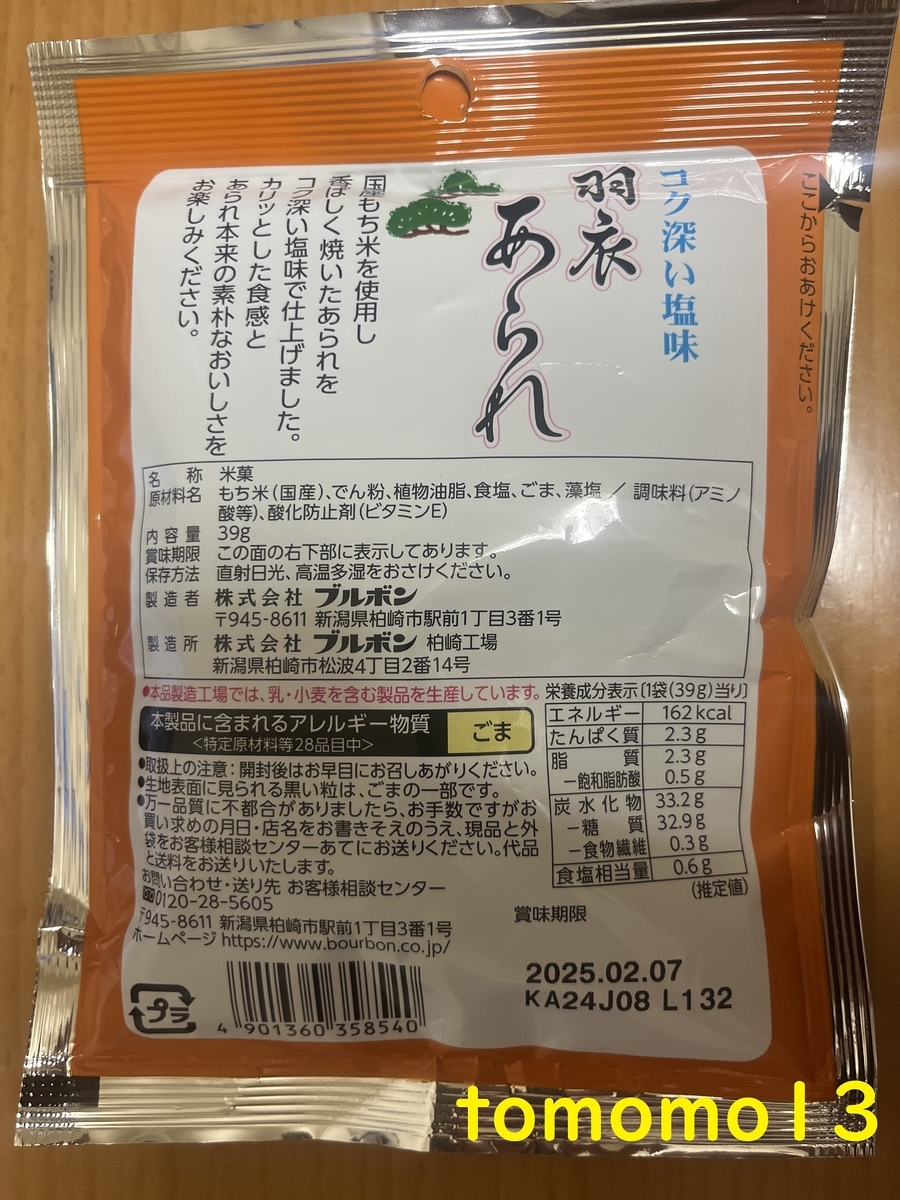 ここからおあけください。
コク深い塩味
羽衣
あられ
国産もち米を使用し
香ばしく焼いたあられを
コク深い塩味で仕上げました。
カリッとした食感と
あられ本来の素朴なおいしさを
お楽しみください。
名称 米菓
原材料名 もち米(国産)、でん粉、植物油脂、食塩、ごま、藻塩 / 調味料(アミノ
酸等)、酸化防止剤(ビタミンE)
内容量 39g
賞味期限 この面の右下部に表示してあります。
保存方法 直射日光、高温多湿をおさけください。
製造者 株式会社 ブルボン
〒945-8611 新潟県柏崎市駅前1丁目3番1号
製造所 株式会社 ブルボン 柏崎工場
新潟県柏崎市松波4丁目2番14号
●本品製造工場では、乳・小麦を含む製品を生産しています。
本製品に含まれるアレルギー物質
<特定原材料等28品目中>
ごま
●取扱上の注意:開封後はお早目にお召しあがりください。
●生地表面に見られる黒い粒は、ごまの一部です。
●万一品質に不都合がありましたら、お手数ですがお
買い求めの月日・店名をお書きそえのうえ、現品と外
袋をお客様相談センターあてにお送りください。代品
と送料をお送りいたします。
お問い合わせ・送り先 お客様相談センター
0120-28-5605
〒945-8611 新潟県柏崎市駅前1丁目3番1号
ホームページ https://www.bourbon.co.jp/
栄養成分表示〔1袋(39g)当り〕
エネルギー 162kcal
たんぱく質 2.3g
脂質 2.3g
-飽和脂肪酸 0.5g
炭水化物 33.2g
-糖質 32.9g
-食物繊維 0.3g
食塩相当量 0.6g
(推定値)
賞味期限
2025.02.07
KA24J08 L132
プラ
4 901360 358540
tomomo13